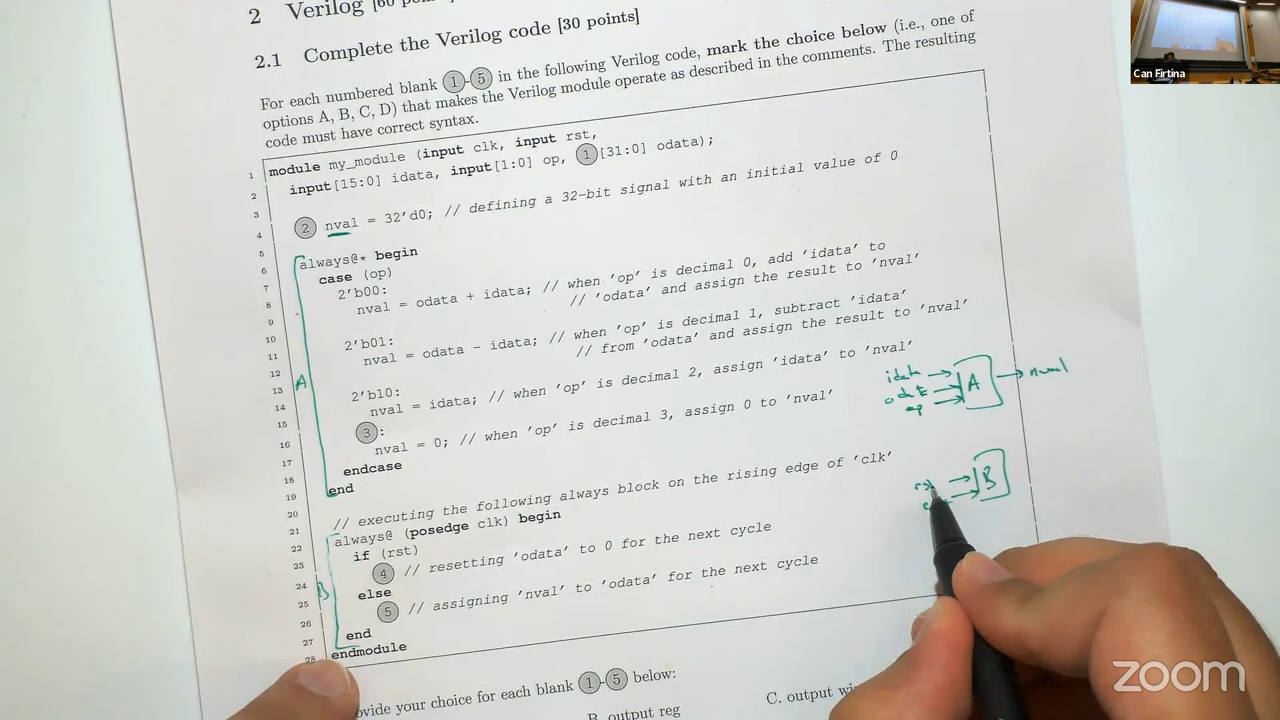 2 Verilog [60
2.1 Complete the Verilog code [30 points]
For each numbered blank 1-5 in the following Verilog code, mark the choice below (i.e., one of
options A, B, C, D) that makes the Verilog module operate as described in the comments. The resulting
code must have correct syntax.
1 module my_module (input clk, input rst,
2 input[15:0] idata, input[1:0] op, 1 [31:0] odata);
3
4 2 nval = 32'd0; // defining a 32-bit signal with an initial value of 0
5
6 always@* begin
7 case (op)
8 2'b00:
9 nval = odata + idata; // when 'op' is decimal 0, add 'idata' to
10 // 'odata' and assign the result to 'nval'
11 2'b01:
12 nval = odata - idata; // when 'op' is decimal 1, subtract 'idata'
13 // from 'odata' and assign the result to 'nval'
14 2'b10:
15 nval = idata; // when 'op' is decimal 2, assign 'idata' to 'nval'
16 3 :
17 nval = 0; // when 'op' is decimal 3, assign 0 to 'nval'
18 endcase
19 end
20
21 // executing the following always block on the rising edge of 'clk'
22 always@ (posedge clk) begin
23 if (rst)
24 4 // resetting 'odata' to 0 for the next cycle
25 else
26 5 // assigning 'nval' to 'odata' for the next cycle
27 end
28 endmodule
A
B
idata
op
A
nval
B
ovide your choice for each blank 1-5 below:
B. output reg
C. output
Can Firtina
zoom